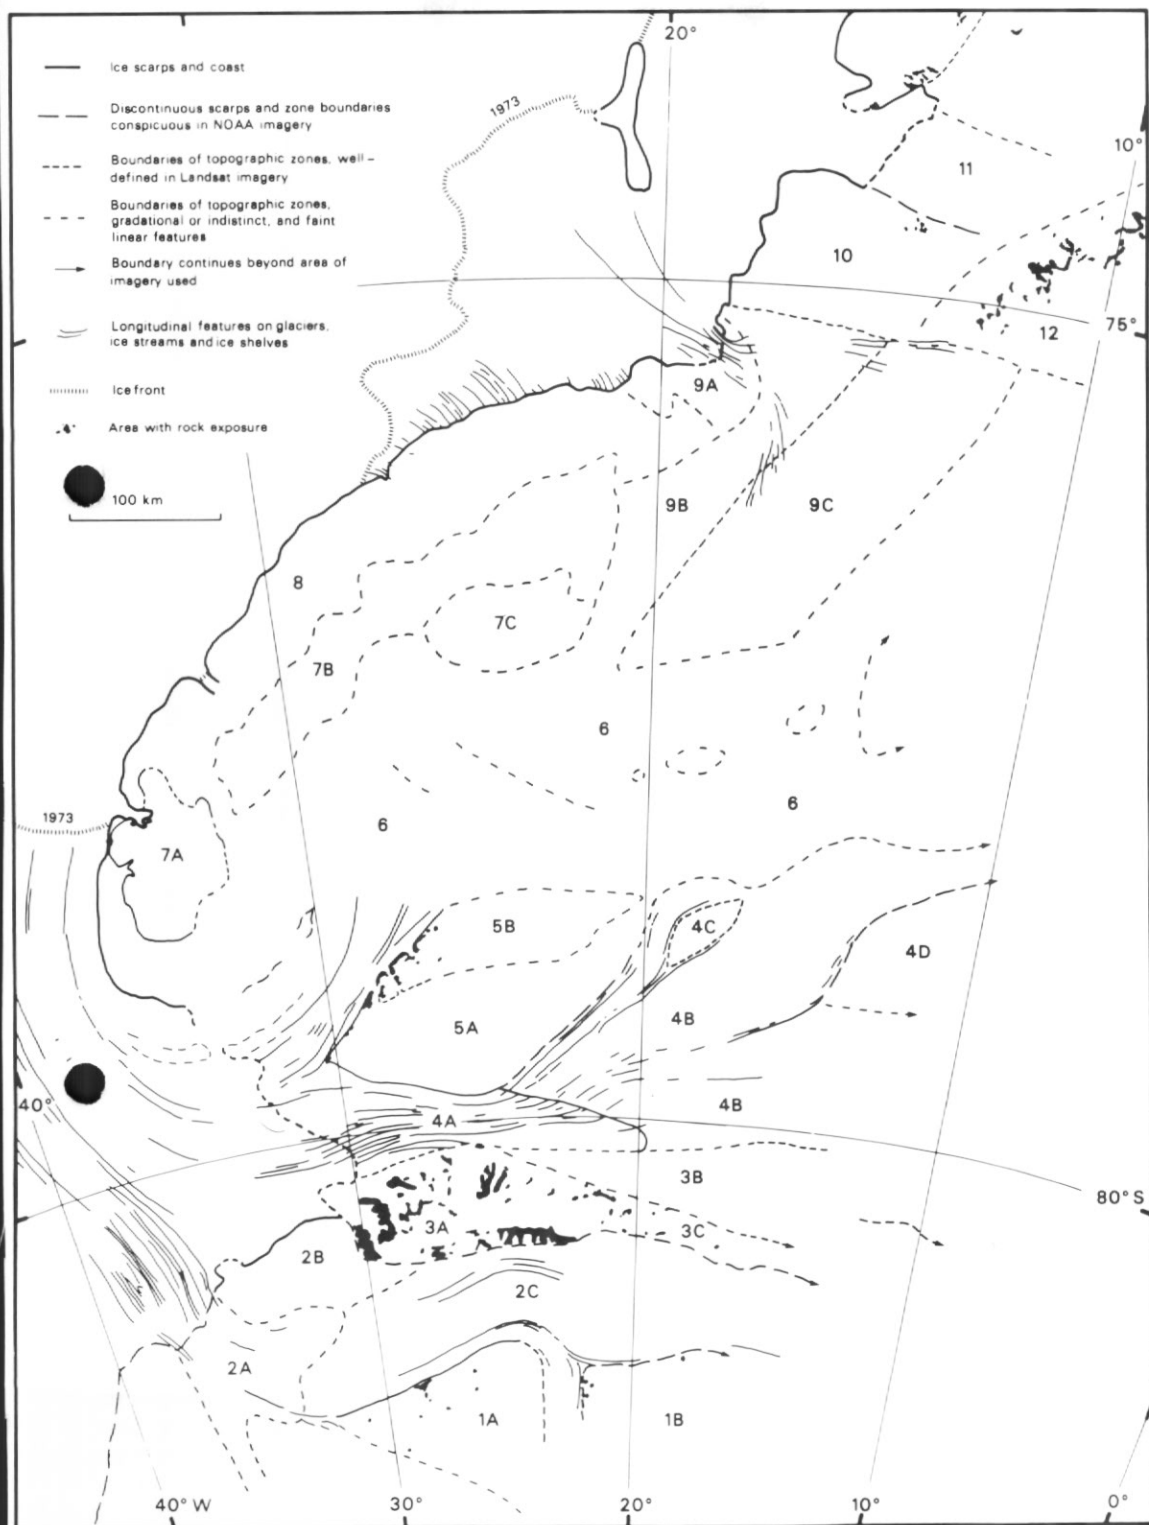 20°
Ice scarps and coast
Discontinuous scarps and zone boundaries
conspicuous in NOAA imagery
1973
10°
Boundaries of topographic zones, well-
defined in Landsat imagery
11
Boundaries of topographic zones,
gradational or indistinct, and faint
linear features
10
Boundary continues beyond area of
imagery used
75°
12
Longitudinal features on glaciers,
ice streams and ice shelves
9A
Ice front
Area with rock exposure
100 km
9B
9C
8
7C
7B
6
6
6
1973
7A
5B
4C
4D
5A
4B
40°
4B
4A
3B
80° S
3A
3C
2B
2C
2A
1A
1B
40° W
30°
20°
10°
0°